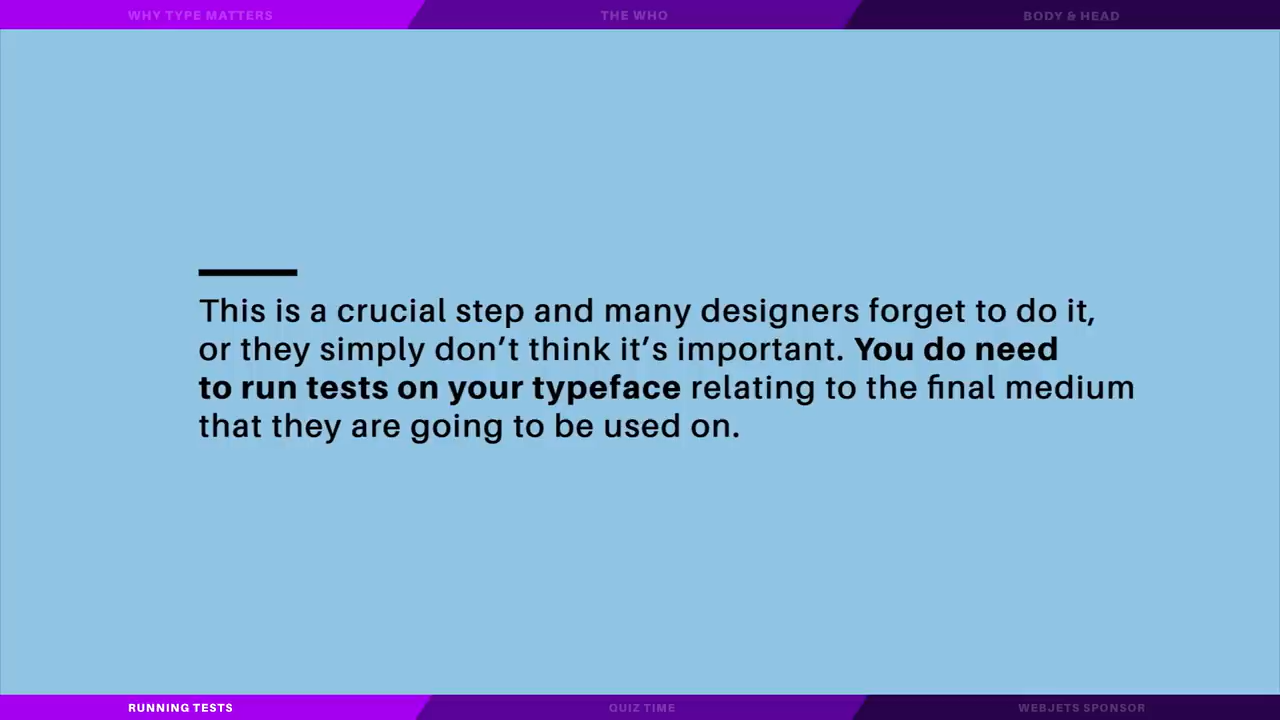 WHY TYPE MATTERS
THE WHO
BODY & HEAD
This is a crucial step and many designers forget to do it,
or they simply don’t think it’s important. You do need
to run tests on your typeface relating to the final medium
that they are going to be used on.
RUNNING TESTS
QUIZ TIME
WEBJETS SPONSOR